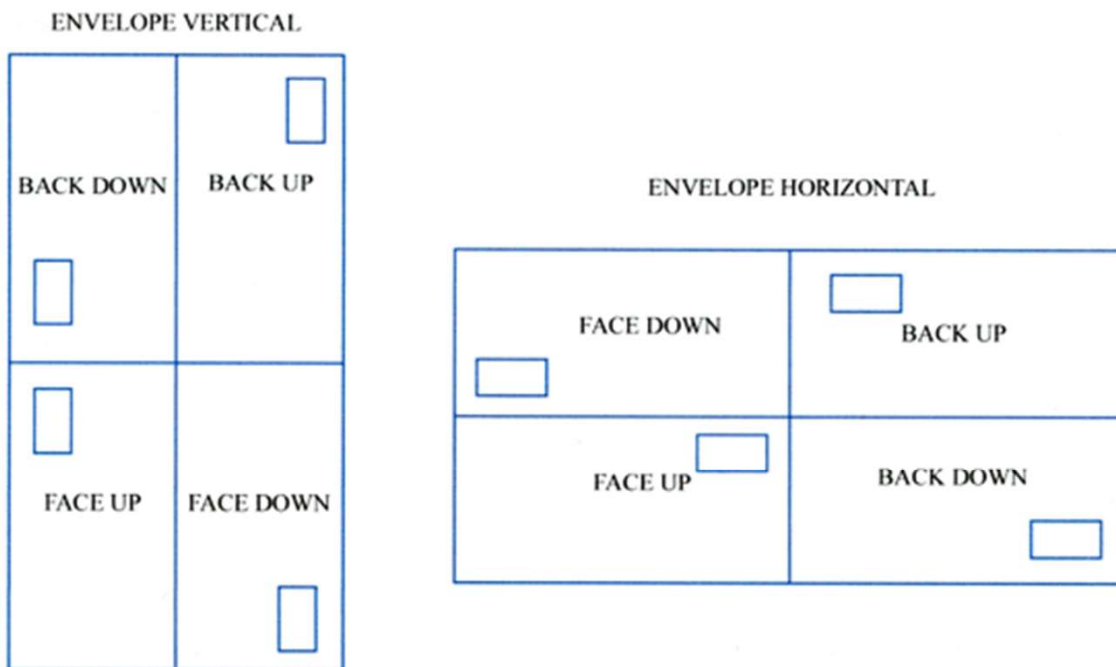 ENVELOPE VERTICAL
BACK DOWN
BACK UP
FACE UP
FACE DOWN
ENVELOPE HORIZONTAL
FACE DOWN
BACK UP
FACE UP
BACK DOWN